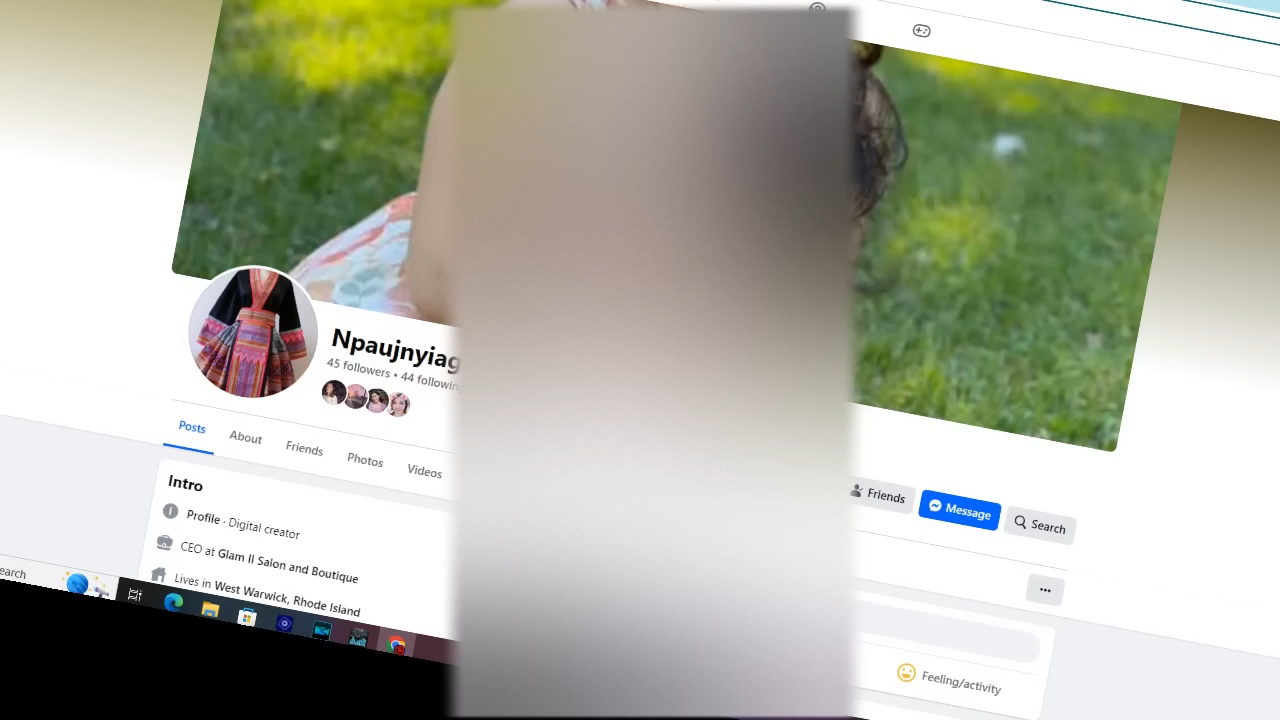 Npaujnyiag
45 followers • 44 following
Posts About Friends Photos Videos
Friends Message Search
Intro
Profile · Digital creator
CEO at Glam II Salon and Boutique
Lives in West Warwick, Rhode Island
Feeling/activity
earch